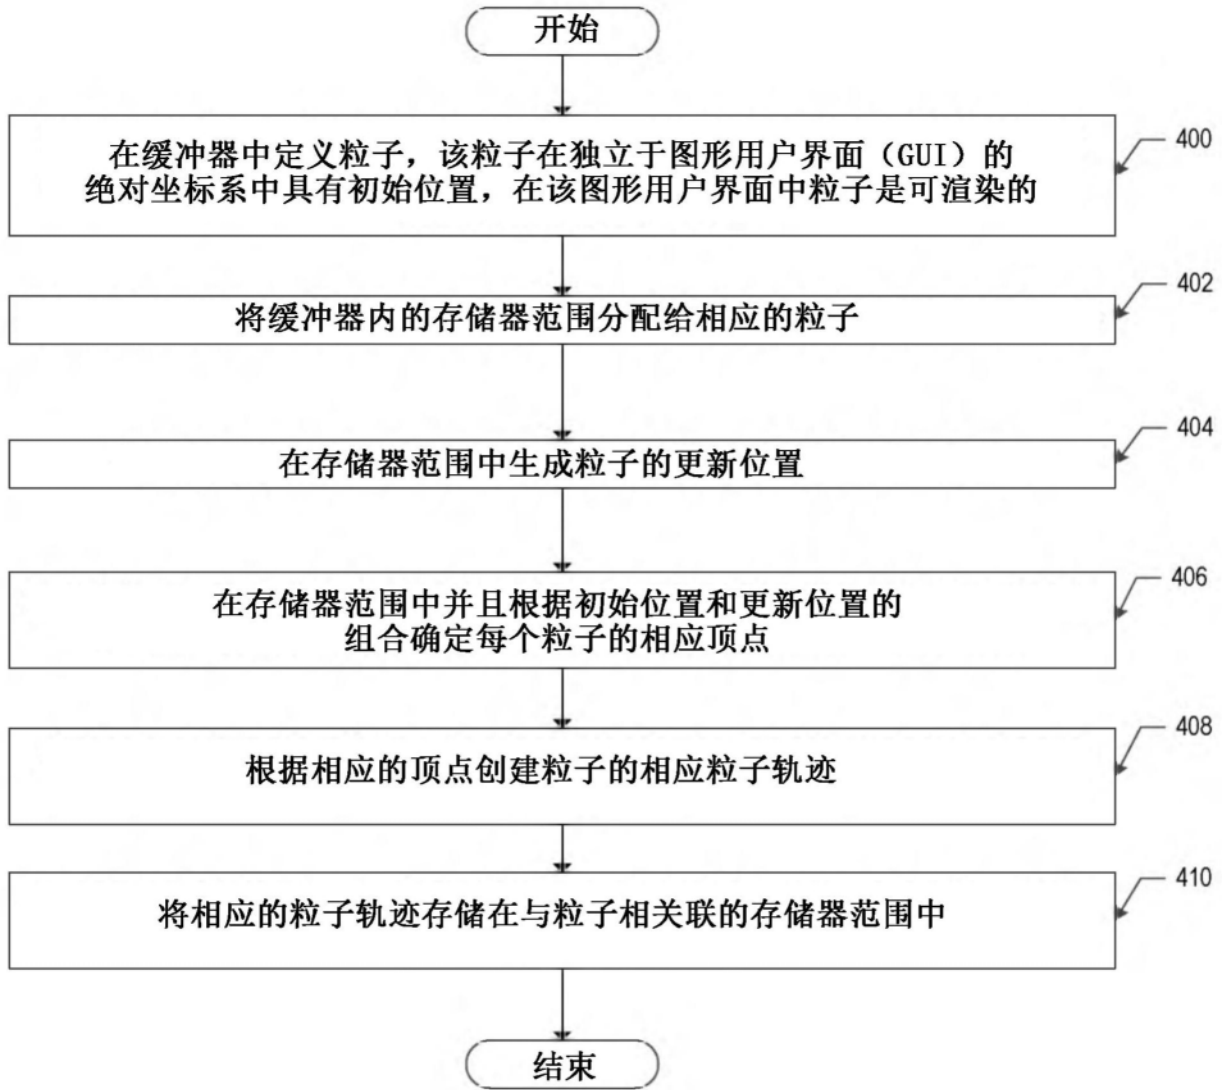 开始
在缓冲器中定义粒子，该粒子在独立于图形用户界面（GUI）的
绝对坐标系中具有初始位置，在该图形用户界面中粒子是可渲染的
400
将缓冲器内的存储器范围分配给相应的粒子
402
在存储器范围中生成粒子的更新位置
404
在存储器范围中并且根据初始位置和更新位置的
组合确定每个粒子的相应顶点
406
根据相应的顶点创建粒子的相应粒子轨迹
408
将相应的粒子轨迹存储在与粒子相关联的存储器范围中
410
结束